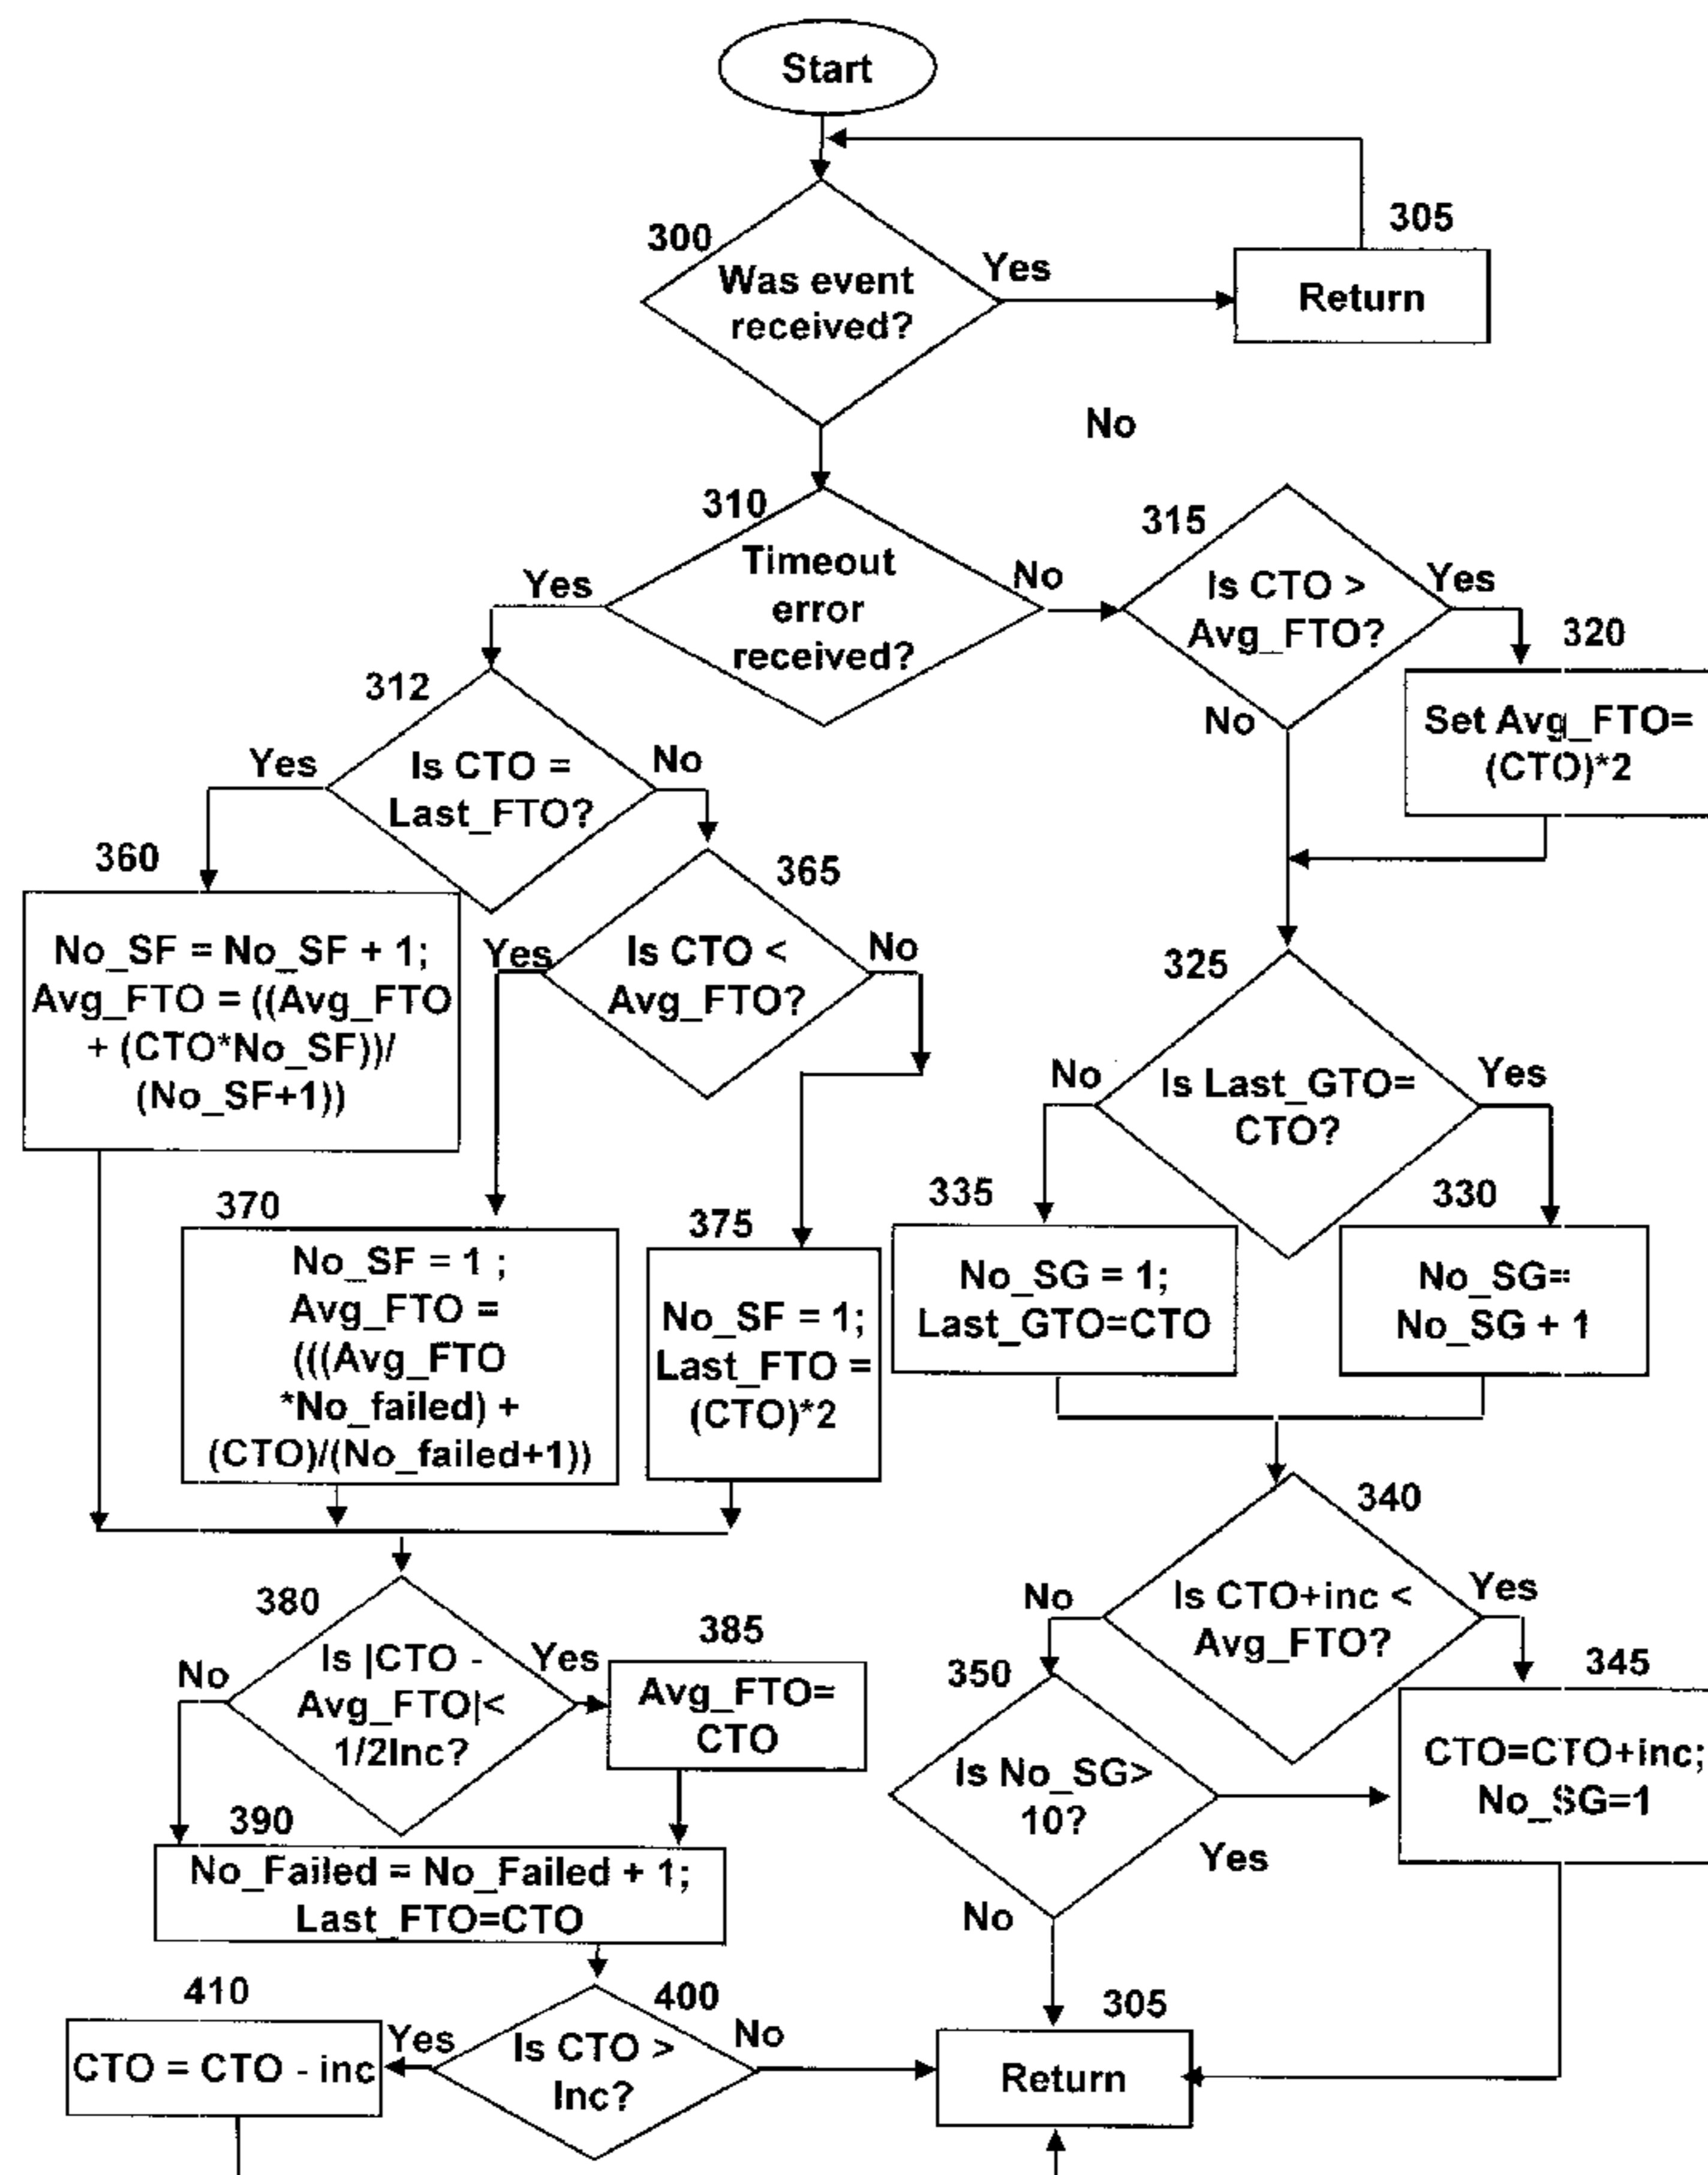 Start
300
Was event
received?
Yes
305
Return
No
310
Timeout
error
received?
Yes
No
315
Is CTO >
Avg_FTO?
Yes
No
320
Set Avg_FTO=
(CTO)*2
312
Is CTO =
Last_FTO?
Yes
No
360
No_SF = No_SF + 1;
Avg_FTO = ((Avg_FTO
+ (CTO*No_SF))/
(No_SF+1))
365
Is CTO <
Avg_FTO?
Yes
No
325
Is Last_GTO=
CTO?
No
Yes
370
No_SF = 1 ;
Avg_FTO =
(((Avg_FTO
*No_failed) +
(CTO)/(No_failed+1))
375
No_SF = 1;
Last_FTO =
(CTO)*2
335
No_SG = 1;
Last_GTO=CTO
330
No_SG=
No_SG + 1
340
Is CTO+inc <
Avg_FTO?
No
Yes
380
Is |CTO -
Avg_FTO|<
1/2Inc?
No
Yes
385
Avg_FTO=
CTO
350
Is No_SG>
10?
Yes
No
345
CTO=CTO+inc;
No_SG=1
390
No_Failed = No_Failed + 1;
Last_FTO=CTO
400
Is CTO >
Inc?
Yes
No
410
CTO = CTO - inc
305
Return